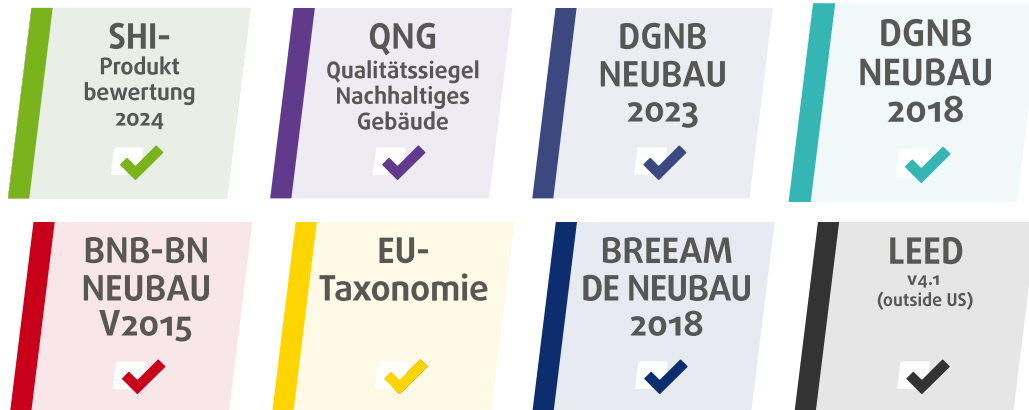 SHI-
Produkt
bewertung
2024
QNG
Qualitätssiegel
Nachhaltiges
Gebäude
DGNB
NEUBAU
2023
DGNB
NEUBAU
2018
BNB-BN
NEUBAU
V2015
EU-
Taxonomie
BREEAM
DE NEUBAU
2018
LEED
v4.1
(outside US)